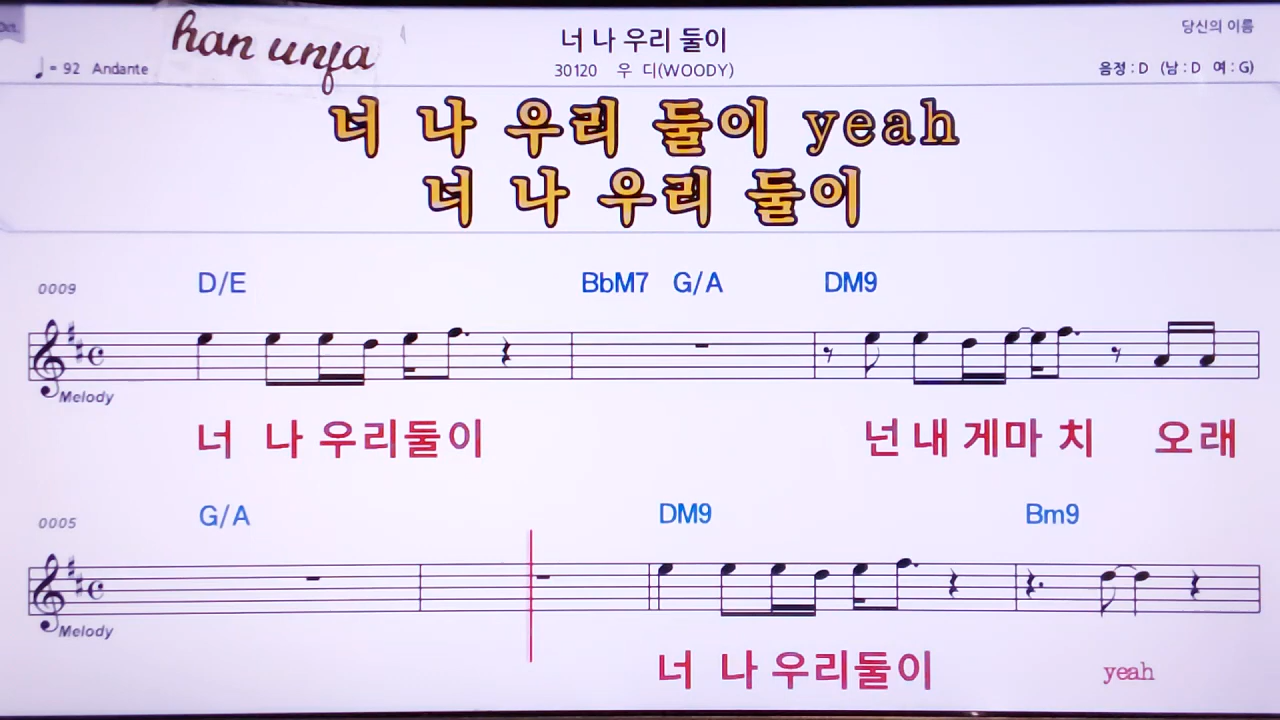 han unja
너 나 우리 둘이
당신의 이름
♩= 92 Andante
30120 우 디(WOODY)
음정 : D (남 : D 여 : G)
너 나 우리 둘이 yeah
너 나 우리 둘이
0009 D/E BbM7 G/A DM9
Melody
너 나 우리둘이 넌 내 게마 치 오래
0005 G/A DM9 Bm9
Melody
너 나 우리둘이 yeah